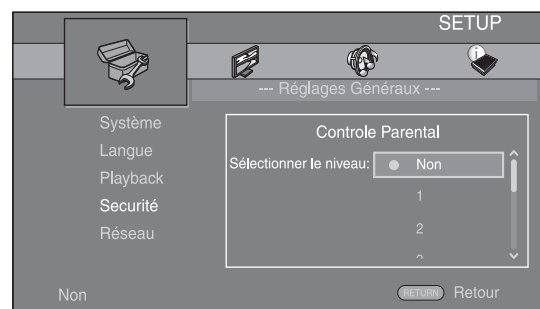 SETUP
--- Réglages Généraux ---
Système
Langue
Playback
Securité
Réseau
Controle Parental
Sélectionner le niveau: Non
1
2
Non
RETURN Retour